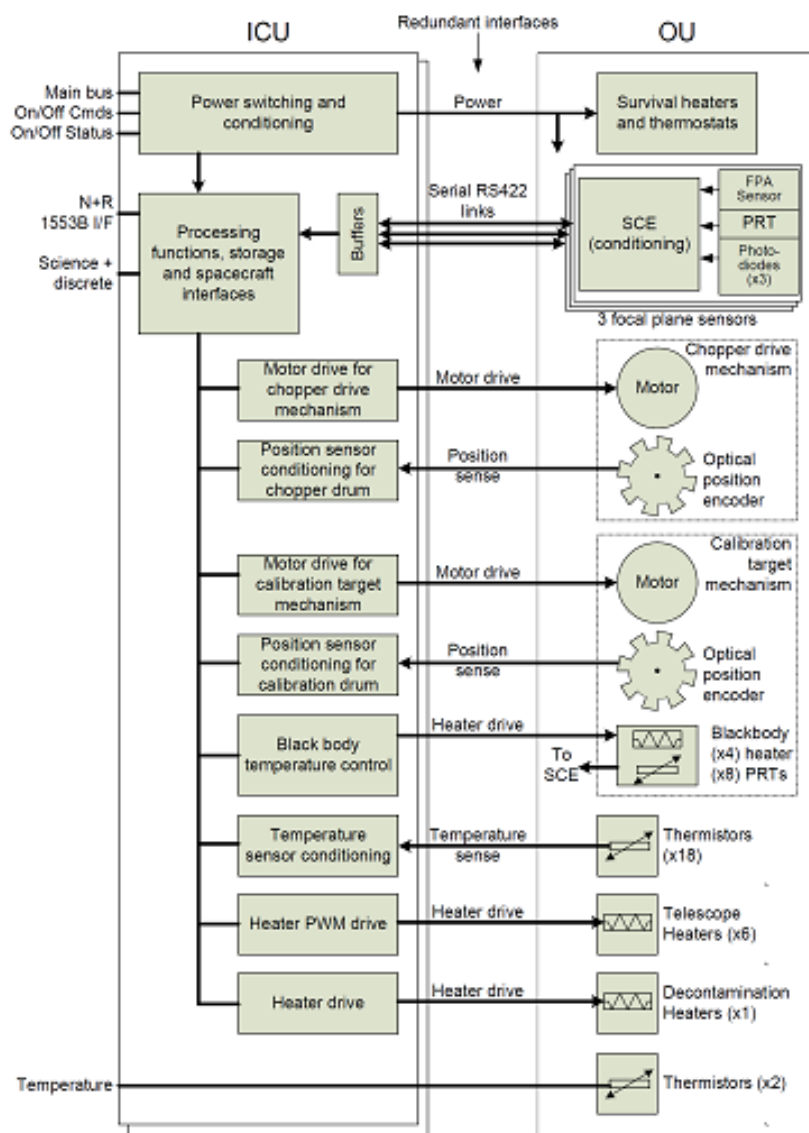 ICU
Redundant interfaces
OU
Main bus
On/Off Cmds
On/Off Status
Power switching and
conditioning
Power
Survival heaters
and thermostats
N+R
1553B I/F
Science +
discrete
Processing
functions, storage
and spacecraft
interfaces
Buffers
Serial RS422
links
SCE
(conditioning)
FPA
Sensor
PRT
Photo-
diodes
(x3)
3 focal plane sensors
Motor drive for
chopper drive
mechanism
Motor drive
Motor
Chopper drive
mechanism
Position sensor
conditioning for
chopper drum
Position
sense
Optical
position
encoder
Motor drive for
calibration target
mechanism
Motor drive
Motor
Calibration
target
mechanism
Position sensor
conditioning for
calibration drum
Position
sense
Optical
position
encoder
Black body
temperature control
Heater drive
To
SCE
Blackbody
(x4) heater
(x8) PRTs
Temperature
sensor conditioning
Temperature
sense
Thermistors
(x18)
Heater PWM drive
Heater drive
Telescope
Heaters (x6)
Heater drive
Heater drive
Decontamination
Heaters (x1)
Temperature
Thermistors (x2)